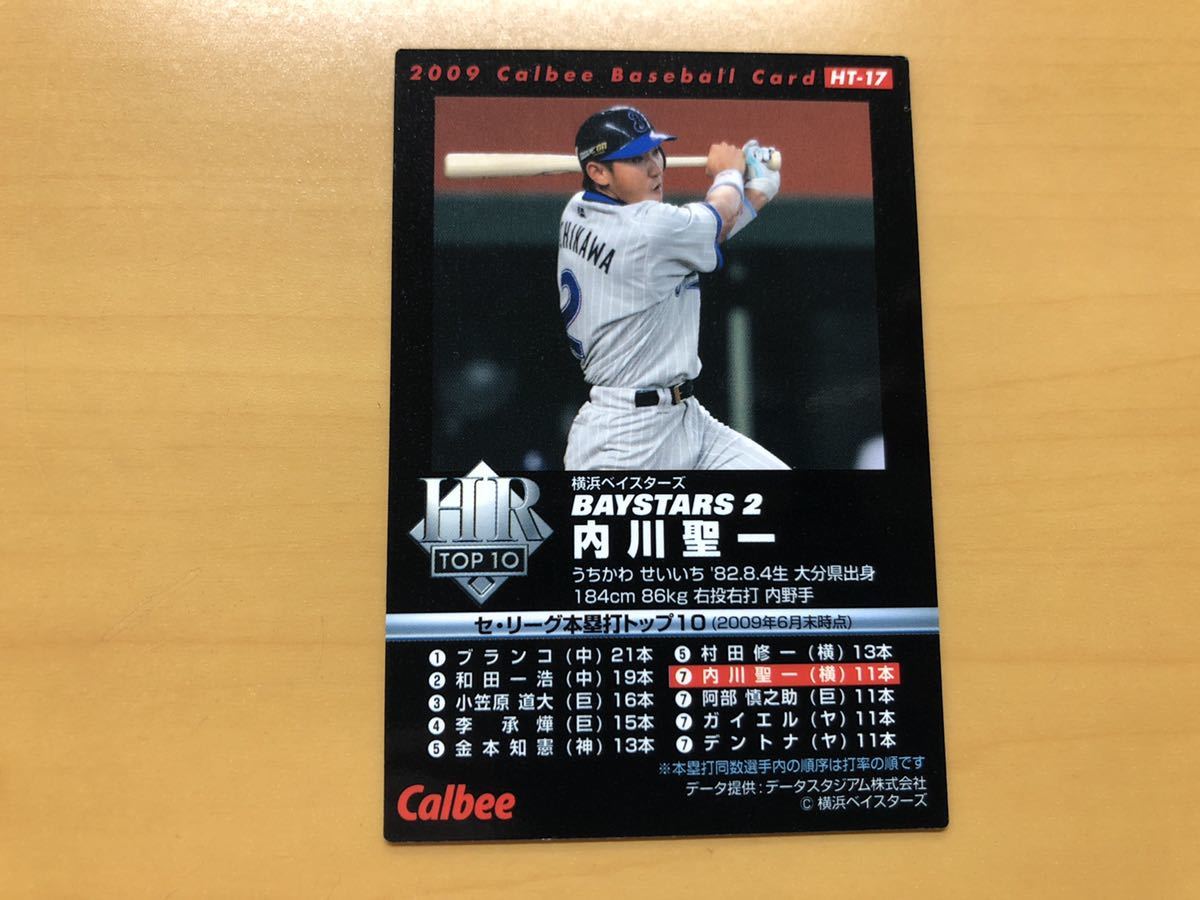 2009 Calbee Baseball Card HT-17
CHIKAWA
2
HR
TOP 10
横浜ベイスターズ
BAYSTARS 2
内川聖一
うちかわ せいいち '82.8.4生 大分県出身
184cm 86kg 右投右打 内野手
セ・リーグ本塁打トップ10 (2009年6月末時点)
❶ ブランコ (中) 21本
❷ 和田一浩 (中) 19本
❸ 小笠原 道大 (巨) 16本
❹ 李 承燁 (巨) 15本
❺ 金本知憲 (神) 13本
❺ 村田修一 (横) 13本
❼ 内川聖一 (横) 11本
❼ 阿部 慎之助 (巨) 11本
❼ ガイエル (ヤ) 11本
❼ デントナ (ヤ) 11本
※本塁打同数選手内の順序は打率の順です
データ提供:データスタジアム株式会社
© 横浜ベイスターズ
Calbee